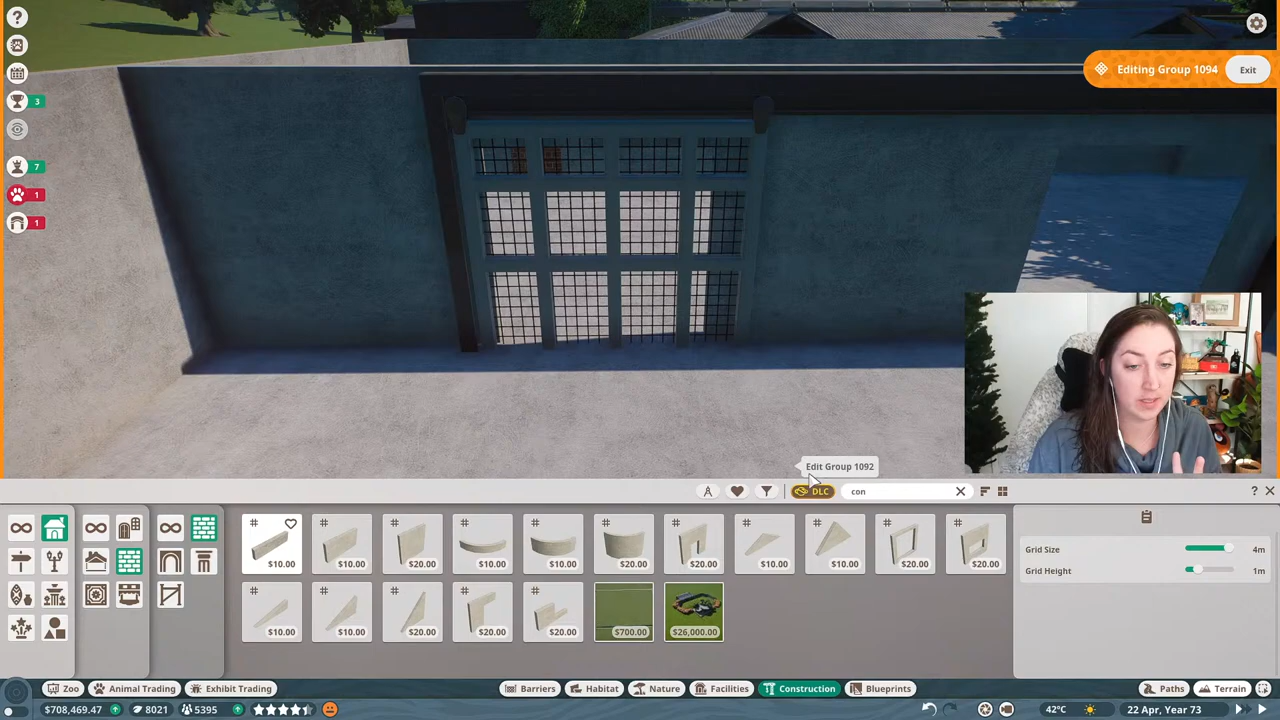 ?
Editing Group 1094
Exit
3
7
1
1
Edit Group 1092
DLC
con
? ×
$10.00
$10.00
$20.00
$10.00
$10.00
$20.00
$20.00
$10.00
$10.00
$20.00
$20.00
$10.00
$10.00
$20.00
$20.00
$20.00
$700.00
$26,000.00
Grid Size 4m
Grid Height 1m
Zoo Animal Trading Exhibit Trading Barriers Habitat Nature Facilities Construction Blueprints Paths Terrain
$708,469.47 8021 5395 42°C 22 Apr, Year 73